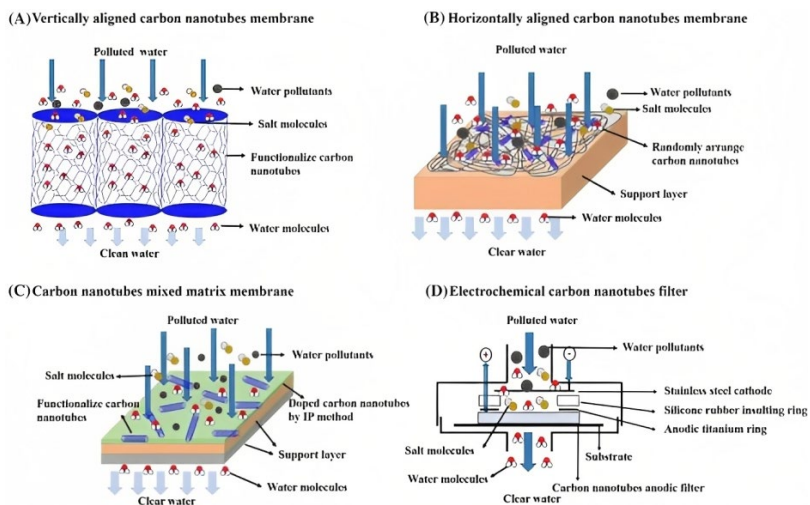 (A) Vertically aligned carbon nanotubes membrane
Polluted water
Water pollutants
Salt molecules
Functionalize carbon
nanotubes
Water molecules
Clean water
(B) Horizontally aligned carbon nanotubes membrane
Polluted water
Water pollutants
Salt molecules
Randomly arrange
carbon nanotubes
Support layer
Water molecules
Clear water
(C) Carbon nanotubes mixed matrix membrane
Polluted water
Water pollutants
Salt molecules
Functionalize carbon
nanotubes
Doped carbon nanotubes
by IP method
Support layer
Water molecules
Clear water
(D) Electrochemical carbon nanotubes filter
Polluted water
Water pollutants
+
-
Stainless steel cathode
Silicone rubber insulting ring
Anodic titanium ring
Salt molecules
Substrate
Water molecules
Carbon nanotubes anodic filter
Clear water